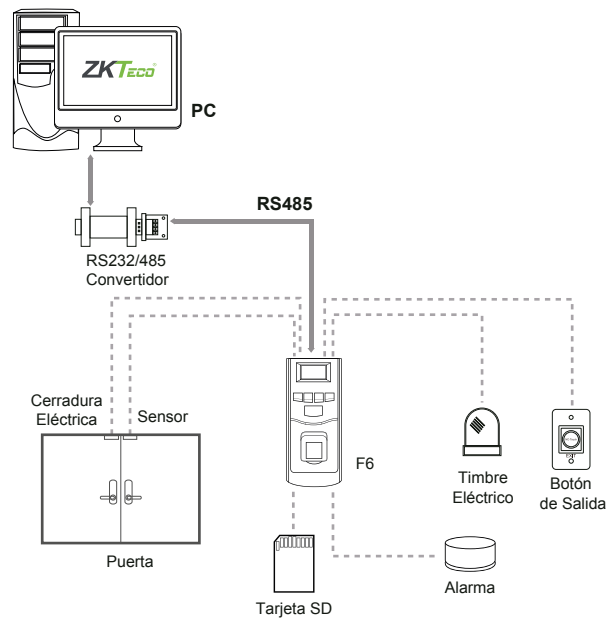 ZKTeco
PC
RS485
RS232/485
Convertidor
Cerradura
Eléctrica
Sensor
F6
Timbre
Eléctrico
Botón
de Salida
EXIT
Puerta
Alarma
Tarjeta SD